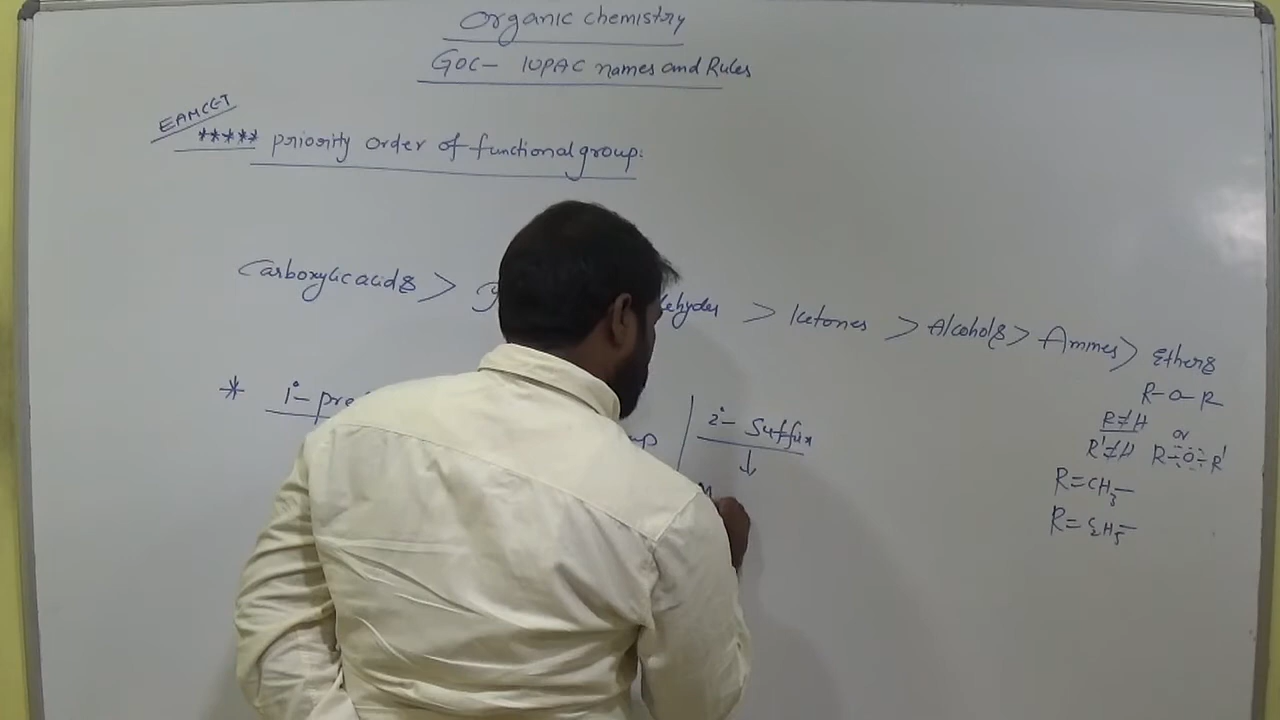 Organic chemistry
GOC- IUPAC names and Rules
EAMCET
***** priority order of functional group:
Carboxylic acids > > Ketones > Alcohols > Amines > Ethers
R-O-R
R≠H or
R'≠H R-O-R'
R=CH3-
R=C2H5-
* 1°- 2°- Suffix
↓